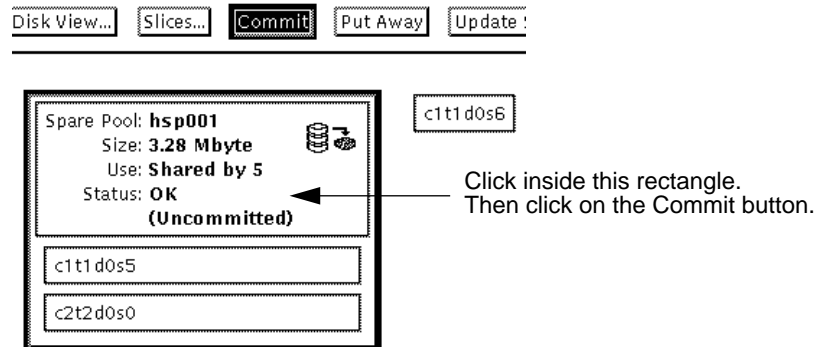 Disk View... Slices... Commit Put Away Update
c1t1d0s6
Spare Pool: hsp001
Size: 3.28 Mbyte
Use: Shared by 5
Status: OK
(Uncommitted)
Click inside this rectangle.
Then click on the Commit button.
c1t1d0s5
c2t2d0s0